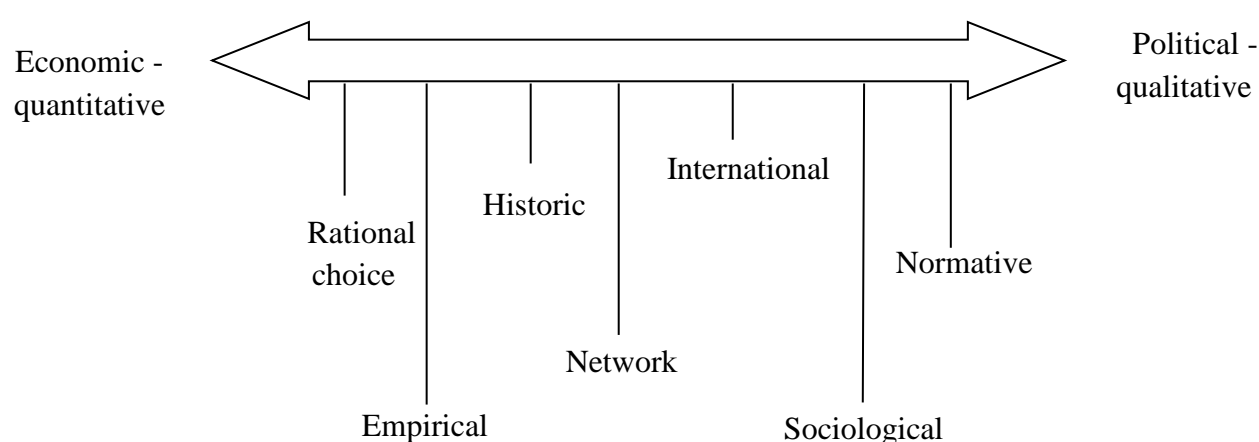 Economic -
quantitative
Political -
qualitative
Rational
choice
Empirical
Historic
Network
International
Sociological
Normative